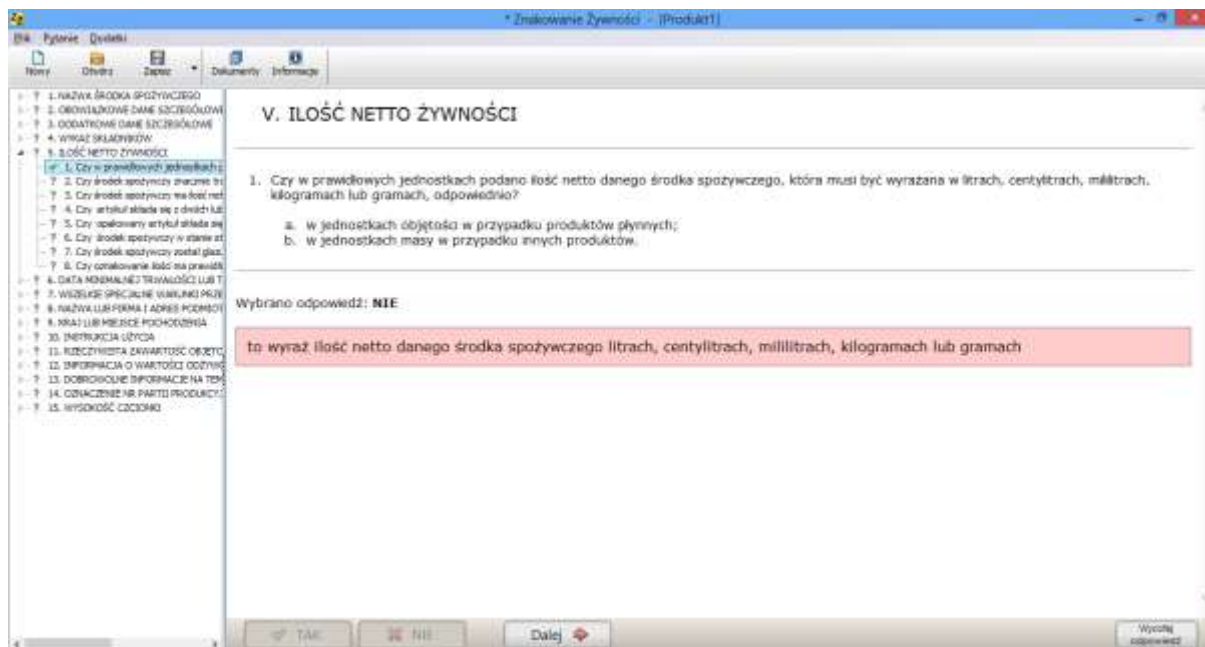 * Znakowanie Żywności - [Produkt1]
Plik Pytanie Dodatki
Nowy Otwórz Zapisz Dokumenty Informacje
? 1. NAZWA ŚRODKA SPOŻYWCZEGO
? 2. OBOWIĄZKOWE DANE SZCZEGÓŁOWE
? 3. DODATKOWE DANE SZCZEGÓŁOWE
? 4. WYKAZ SKŁADNIKÓW
? 5. ILOŚĆ NETTO ŻYWNOŚCI
1. Czy w prawidłowych jednostkach p
? 2. Czy środek spożywczy znacznie tr
? 3. Czy środek spożywczy ma ilość net
? 4. Czy artykuł składa się z dwóch lub
? 5. Czy opakowany artykuł składa się
? 6. Czy środek spożywczy w stanie st
? 7. Czy środek spożywczy został glaz
? 8. Czy oznakowanie ilości ma prawidł
? 6. DATA MINIMALNEJ TRWAŁOŚCI LUB T
? 7. WSZELKIE SPECJALNE WARUNKI PRZE
? 8. NAZWA LUB FIRMA I ADRES PODMIOT
? 9. KRAJ LUB MIEJSCE POCHODZENIA
? 10. INSTRUKCJA UŻYCIA
? 11. RZECZYWISTA ZAWARTOŚĆ OBJĘTO
? 12. INFORMACJA O WARTOŚCI ODŻYWC
? 13. DOBROWOLNE INFORMACJE NA TEM
? 14. OZNACZENIE NR PARTII PRODUKCY
? 15. WYSOKOŚĆ CZCIONKI
V. ILOŚĆ NETTO ŻYWNOŚCI
1. Czy w prawidłowych jednostkach podano ilość netto danego środka spożywczego, która musi być wyrażana w litrach, centylitrach, mililitrach,
kilogramach lub gramach, odpowiednio?
a. w jednostkach objętości w przypadku produktów płynnych;
b. w jednostkach masy w przypadku innych produktów.
Wybrano odpowiedź: NIE
to wyraź ilość netto danego środka spożywczego litrach, centylitrach, mililitrach, kilogramach lub gramach
TAK NIE Dalej
Wycofaj
odpowiedź